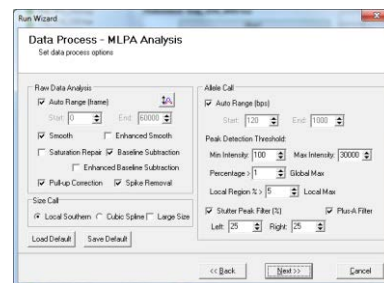 Run Wizard
Data Process - MLPA Analysis
Set data process options
Raw Data Analysis
Auto Range (frame)
Start: 0 End: 60000
Smooth Enhanced Smooth
Saturation Repair Baseline Subtraction
Enhanced Baseline Subtraction
Pull-up Correction Spike Removal
Size Call
Local Southern Cubic Spline Large Size
Load Default Save Default
Allele Call
Auto Range (bps)
Start: 120 End: 1000
Peak Detection Threshold:
Min Intensity: 100 Max Intensity: 30000
Percentage > 1 Global Max
Local Region % > 5 Local Max
Stutter Peak Filter (%) Plus-A Filter
Left: 25 Right: 25
<< Back Next >> Cancel